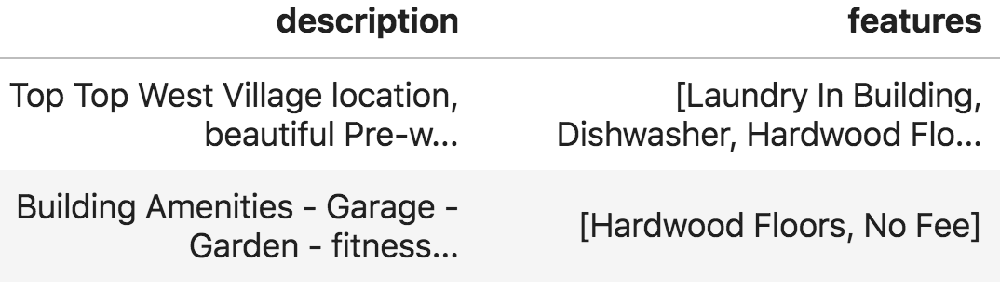 description features
Top Top West Village location, [Laundry In Building,
beautiful Pre-w... Dishwasher, Hardwood Flo...
Building Amenities - Garage -
Garden - fitness...
[Hardwood Floors, No Fee]